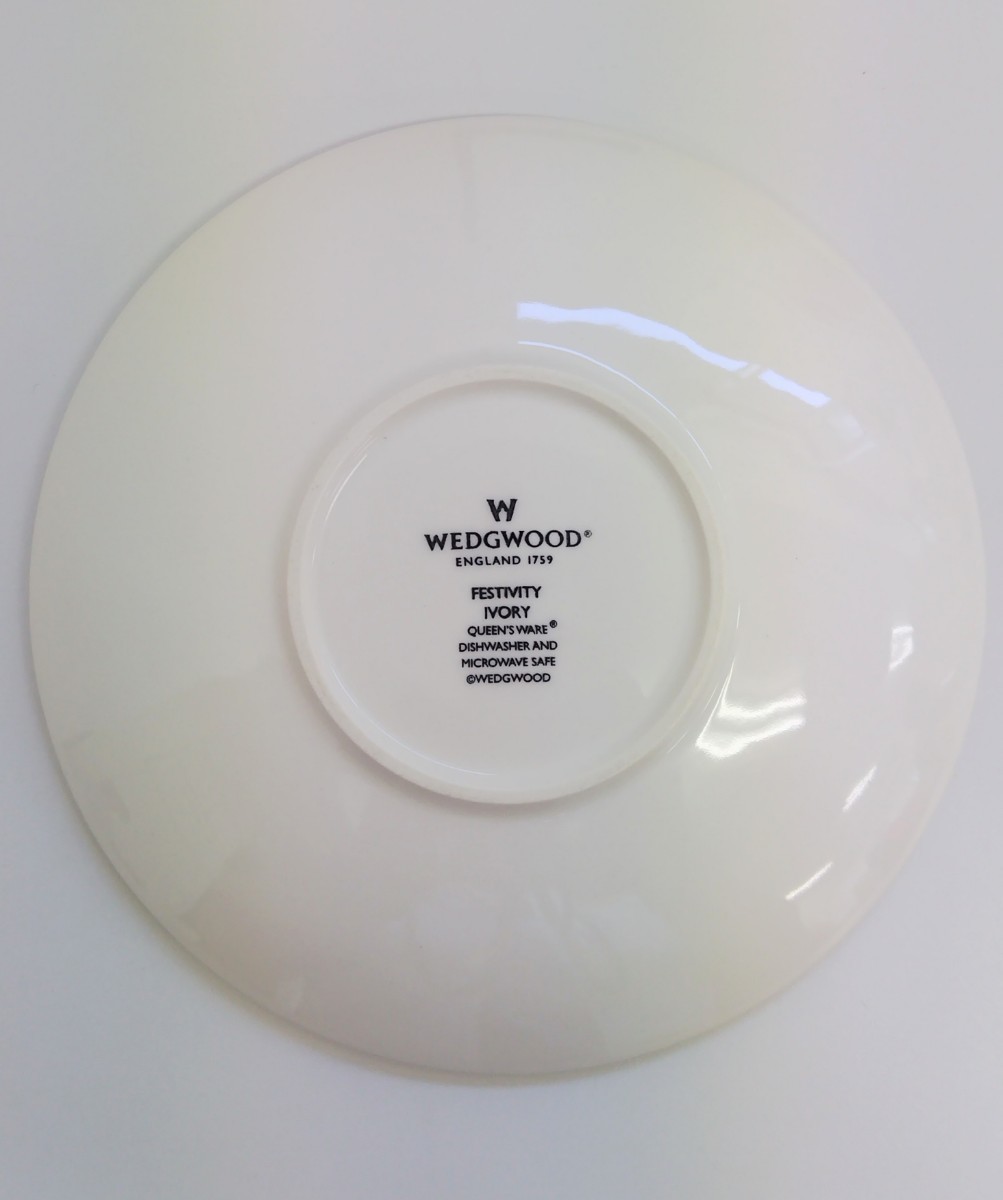 W
WEDGWOOD®
ENGLAND 1759
FESTIVITY
IVORY
QUEEN'S WARE®
DISHWASHER AND
MICROWAVE SAFE
©WEDGWOOD